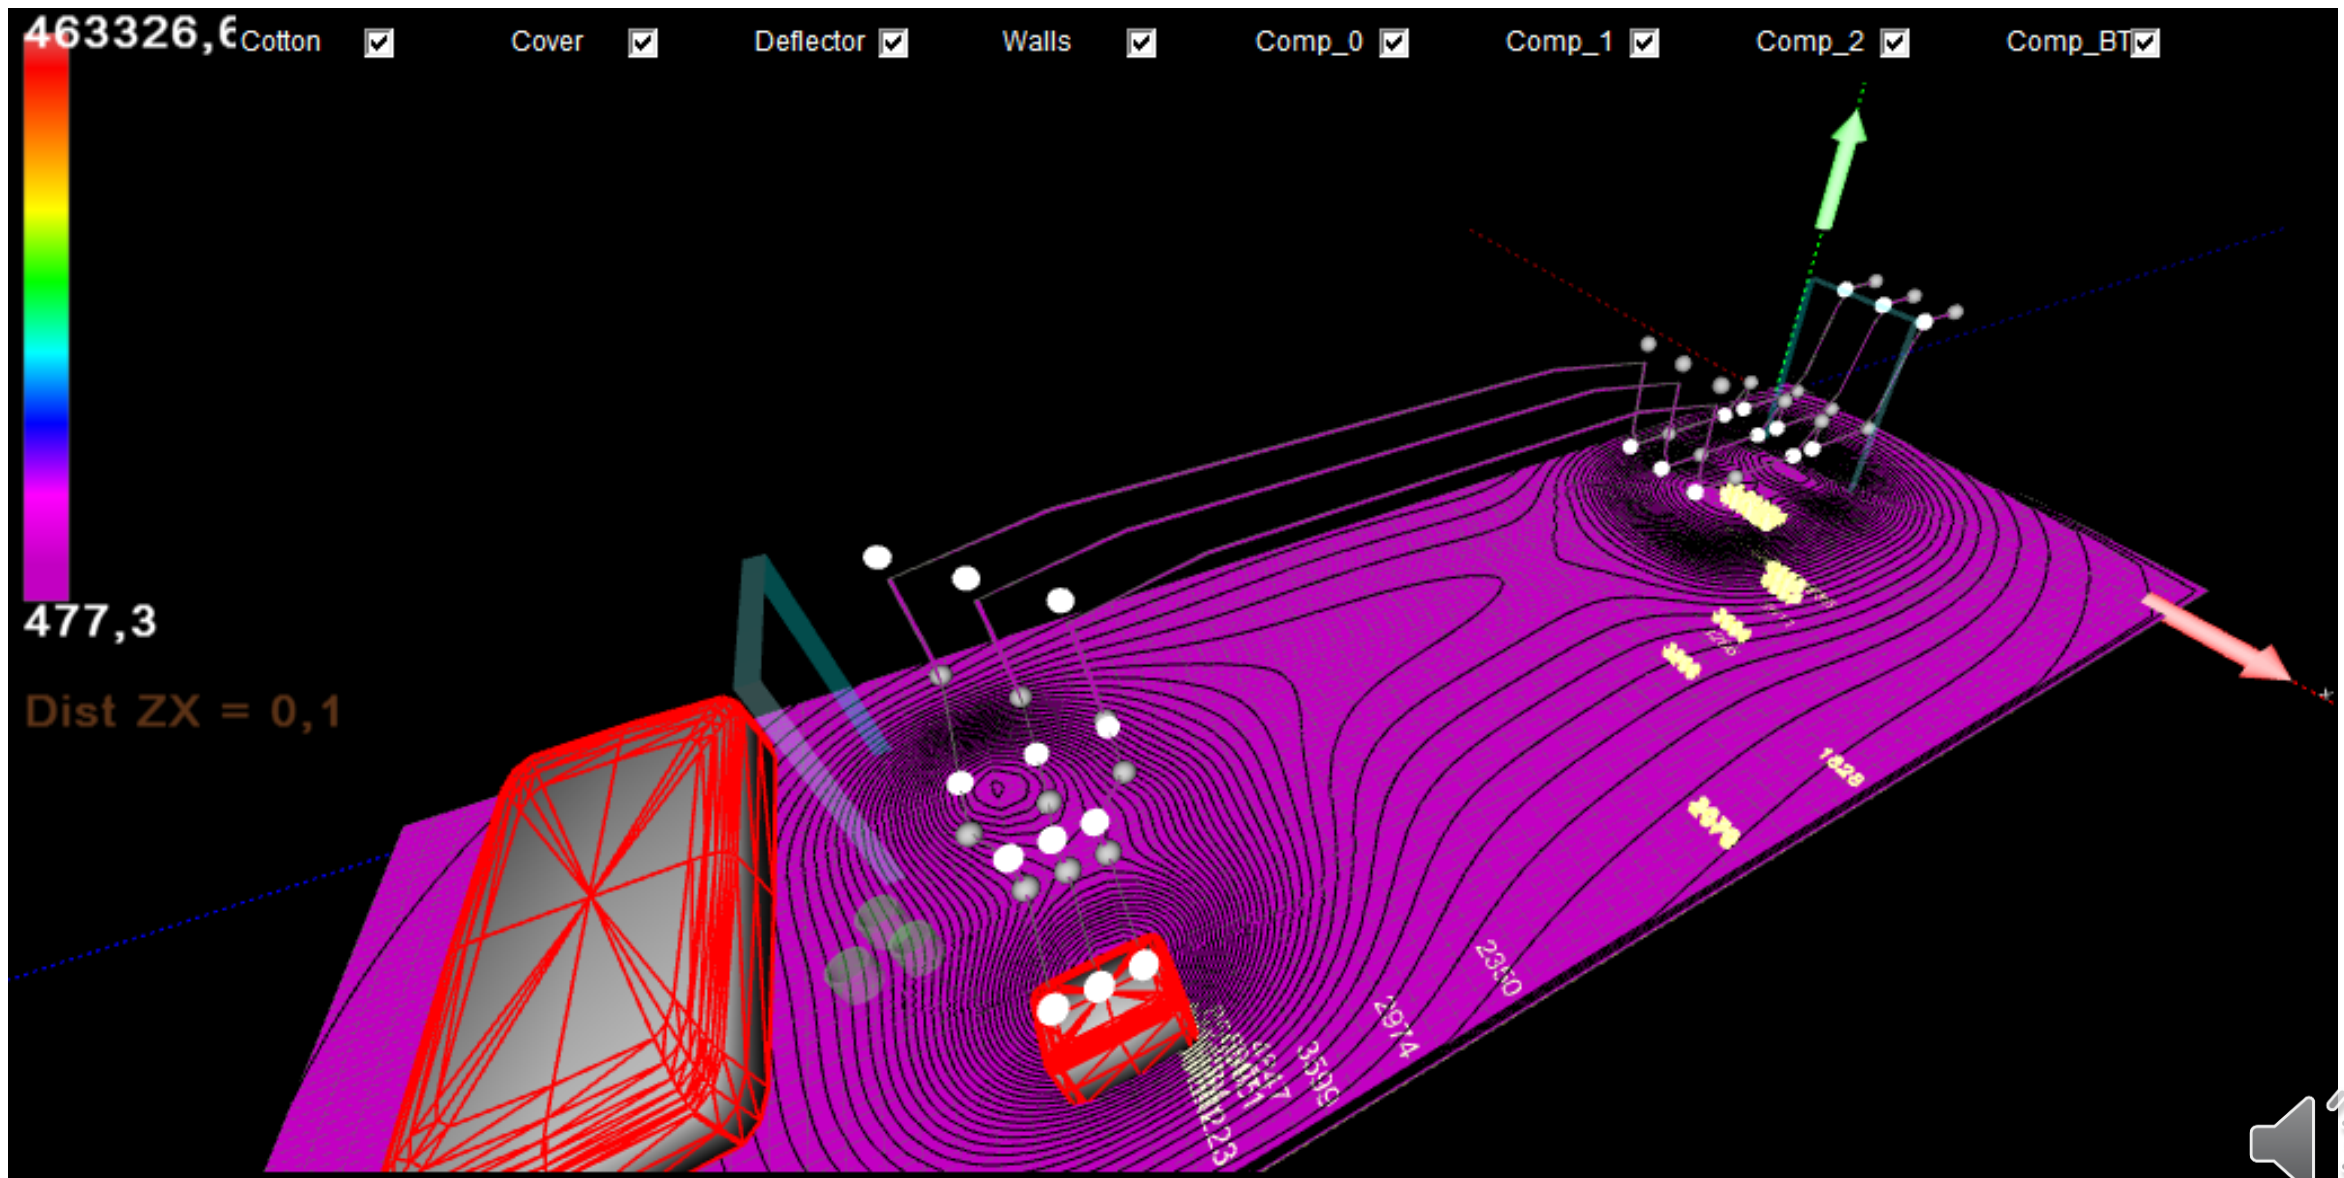 463326,6 Cotton Cover Deflector Walls Comp_0 Comp_1 Comp_2 Comp_BT
477,3
Dist ZX = 0,1
1828
2350
2974
3599